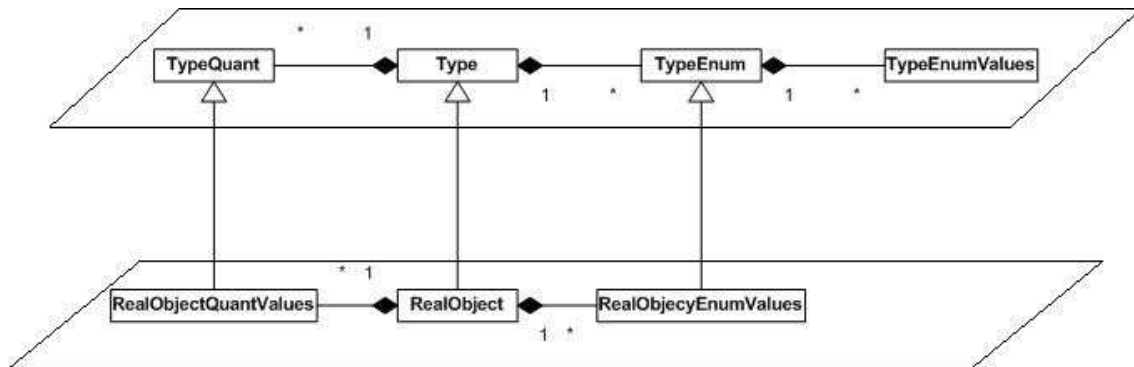 * 1
TypeQuant Type TypeEnum TypeEnumValues
1 * 1 *
* 1
RealObjectQuantValues RealObject RealObjecyEnumValues
1 *